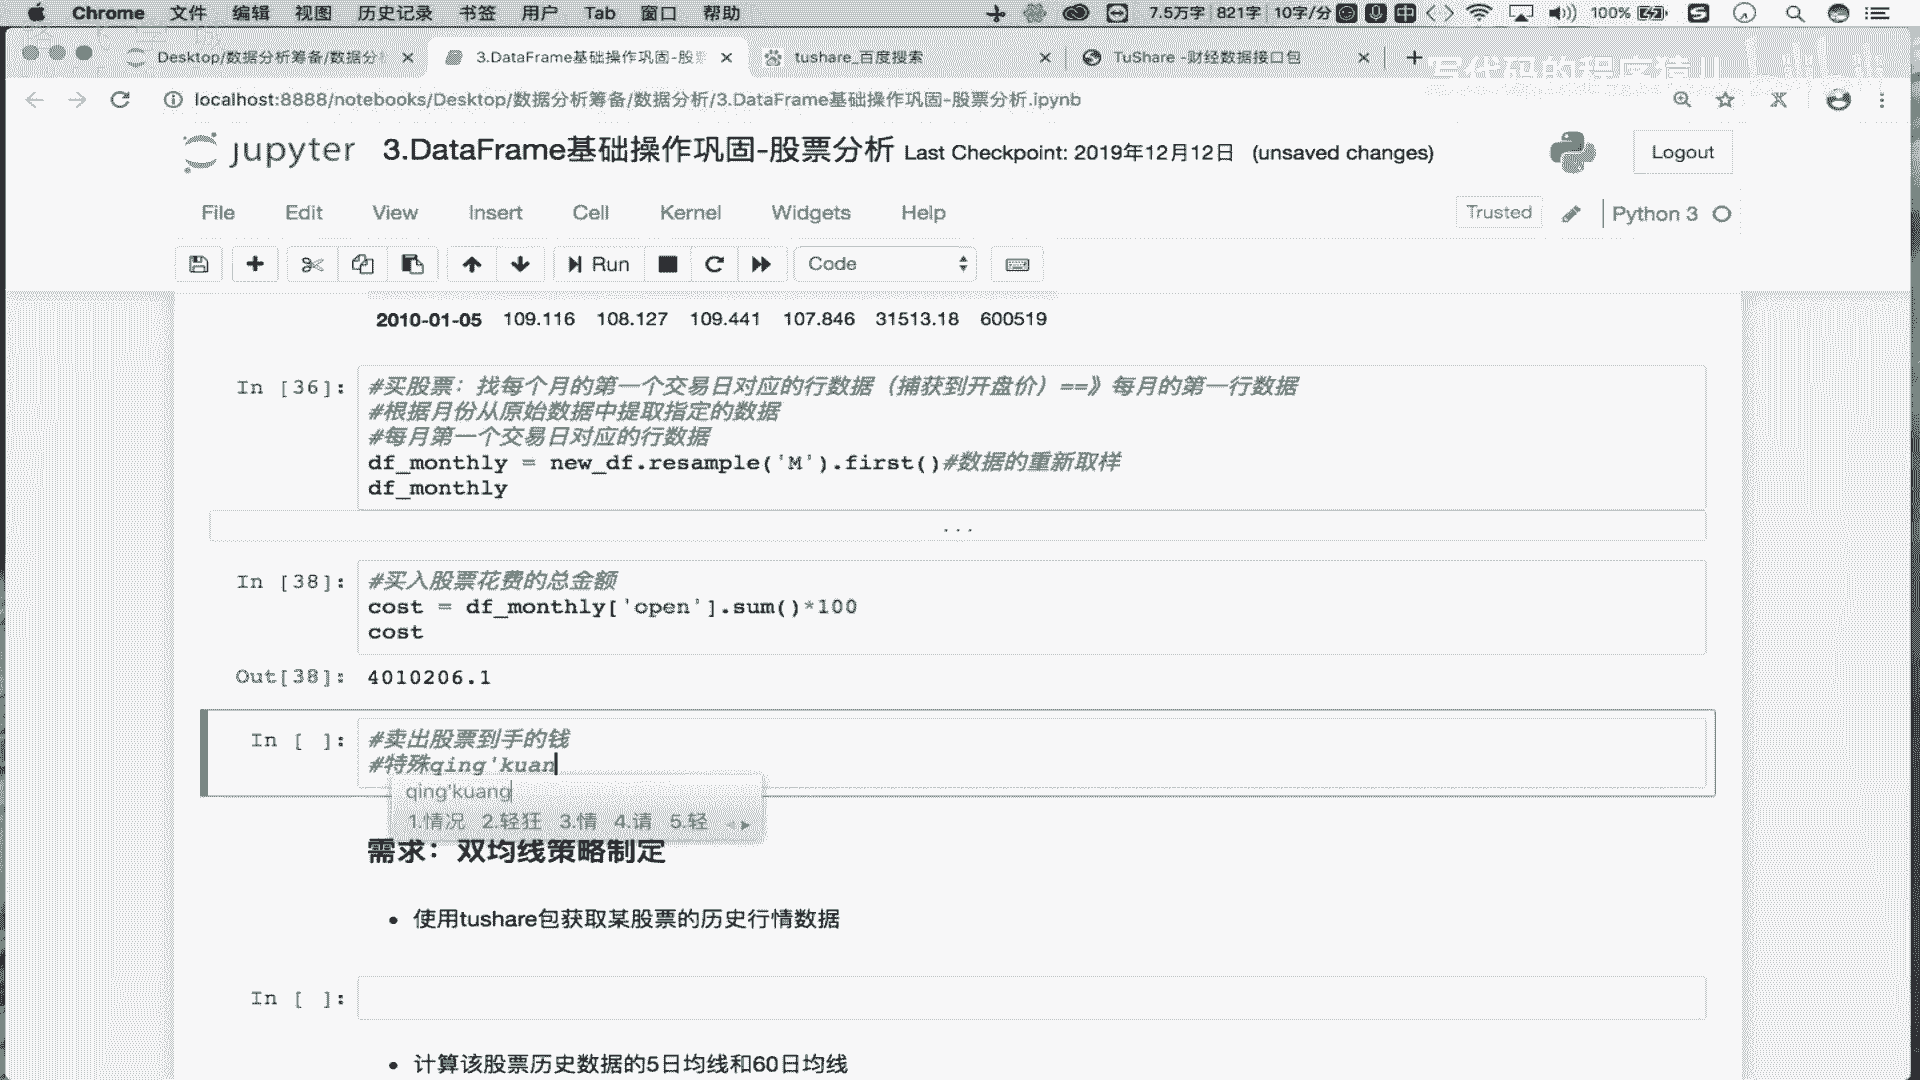 Chrome 文件 编辑 视图 历史记录 书签 用户 Tab 窗口 帮助 7.5万字 821字 10字/分 中 100%
Desktop/数据分析筹备/数据分 3.DataFrame基础操作巩固-股 tushare_百度搜索 TuShare -财经数据接口包
写代码的程序猿儿
localhost:8888/notebooks/Desktop/数据分析筹备/数据分析/3.DataFrame基础操作巩固-股票分析.ipynb
jupyter 3.DataFrame基础操作巩固-股票分析 Last Checkpoint: 2019年12月12日 (unsaved changes) Logout
File Edit View Insert Cell Kernel Widgets Help Trusted Python 3
Run Code
2010-01-05 109.116 108.127 109.441 107.846 31513.18 600519
In [36]: #买股票：找每个月的第一个交易日对应的行数据（捕获到开盘价）==》每月的第一行数据
#根据月份从原始数据中提取指定的数据
#每月第一个交易日对应的行数据
df_monthly = new_df.resample('M').first()#数据的重新取样
df_monthly
...
In [38]: #买入股票花费的总金额
cost = df_monthly['open'].sum()*100
cost
Out[38]: 4010206.1
In [ ]: #卖出股票到手的钱
#特殊qing'kuan
qing'kuang
1.情况 2.轻狂 3.情 4.请 5.轻
需求：双均线策略制定
• 使用tushare包获取某股票的历史行情数据
In [ ]:
• 计算该股票历史数据的5日均线和60日均线